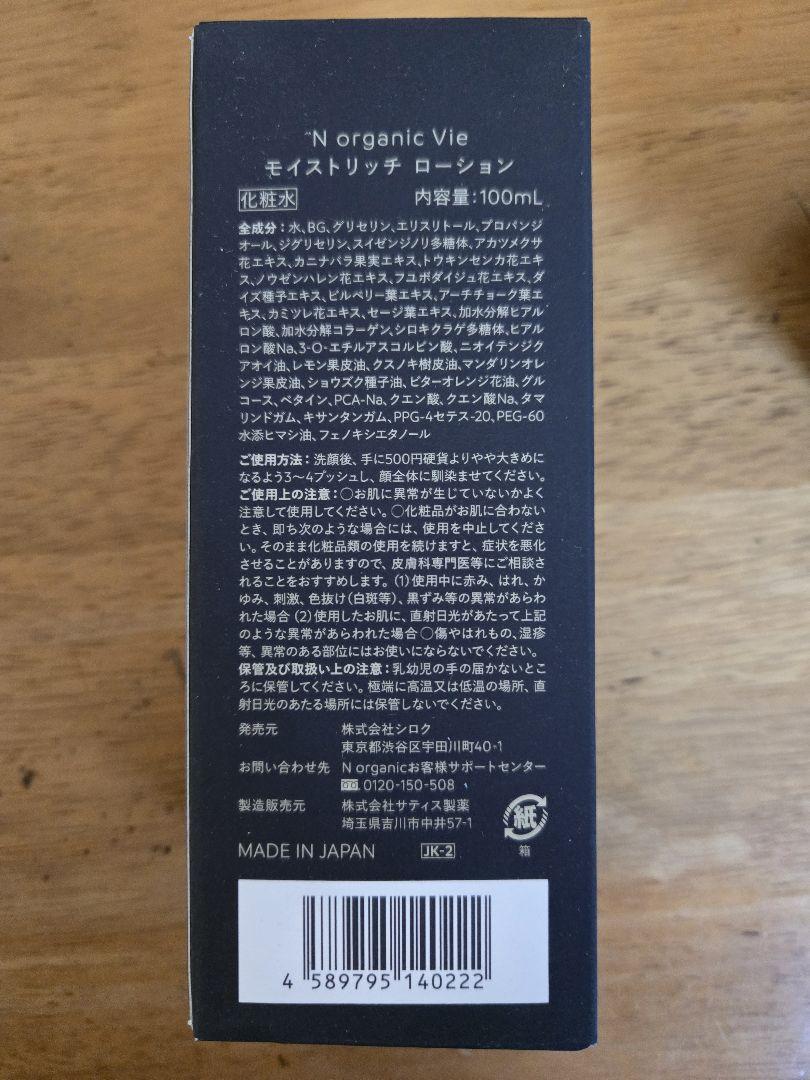 N organic Vie
モイストリッチ ローション
化粧水 内容量:100mL
全成分:水、BG、グリセリン、エリスリトール、プロパンジ
オール、ジグリセリン、スイゼンジノリ多糖体、アカツメクサ
花エキス、カニナバラ果実エキス、トウキンセンカ花エキ
ス、ノウゼンハレン花エキス、フユボダイジュ花エキス、ダ
イズ種子エキス、ビルベリー葉エキス、アーチチョーク葉エ
キス、カミツレ花エキス、セージ葉エキス、加水分解ヒアル
ロン酸、加水分解コラーゲン、シロキクラゲ多糖体、ヒアル
ロン酸Na、3-O-エチルアスコルビン酸、ニオイテンジク
アオイ油、レモン果皮油、クスノキ樹皮油、マンダリンオレ
ンジ果皮油、ショウズク種子油、ビターオレンジ花油、グル
コース、ベタイン、PCA-Na、クエン酸、クエン酸Na、タマ
リンドガム、キサンタンガム、PPG-4セテス-20、PEG-60
水添ヒマシ油、フェノキシエタノール
ご使用方法:洗顔後、手に500円硬貨よりやや大きめに
なるよう3〜4プッシュし、顔全体に馴染ませてください。
ご使用上の注意:○お肌に異常が生じていないかよく
注意して使用してください。○化粧品がお肌に合わない
とき、即ち次のような場合には、使用を中止してくださ
い。そのまま化粧品類の使用を続けますと、症状を悪化
させることがありますので、皮膚科専門医等にご相談さ
れることをおすすめします。(1)使用中に赤み、はれ、か
ゆみ、刺激、色抜け(白斑等)、黒ずみ等の異常があらわ
れた場合(2)使用したお肌に、直射日光があたって上記
のような異常があらわれた場合○傷やはれもの、湿疹
等、異常のある部位にはお使いにならないでください。
保管及び取扱い上の注意:乳幼児の手の届かないとこ
ろに保管してください。極端に高温又は低温の場所、直
射日光のあたる場所には保管しないでください。
発売元 株式会社シロク
東京都渋谷区宇田川町40-1
お問い合わせ先 N organicお客様サポートセンター
0120-150-508
製造販売元 株式会社サティス製薬
埼玉県吉川市中井57-1
紙
箱
MADE IN JAPAN JK-2
4 589795 140222